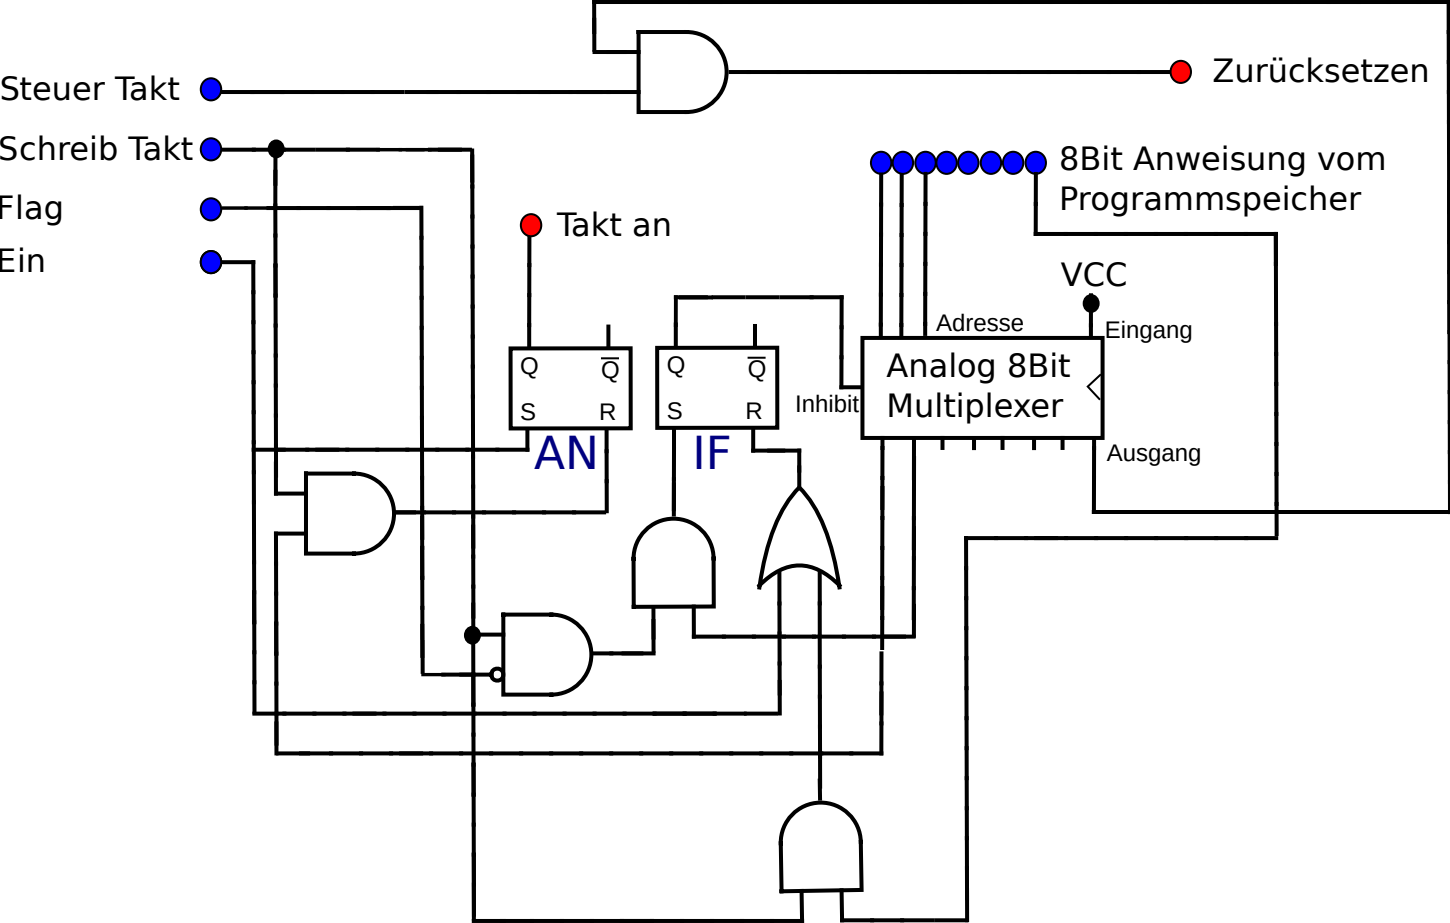 Steuer Takt
Zurücksetzen
Schreib Takt
8Bit Anweisung vom
Programmspeicher
Flag
Takt an
Ein
VCC
Adresse
Eingang
Q
Q̅
Q
Q̅
Analog 8Bit
Multiplexer
Inhibit
S
R
S
R
AN
IF
Ausgang